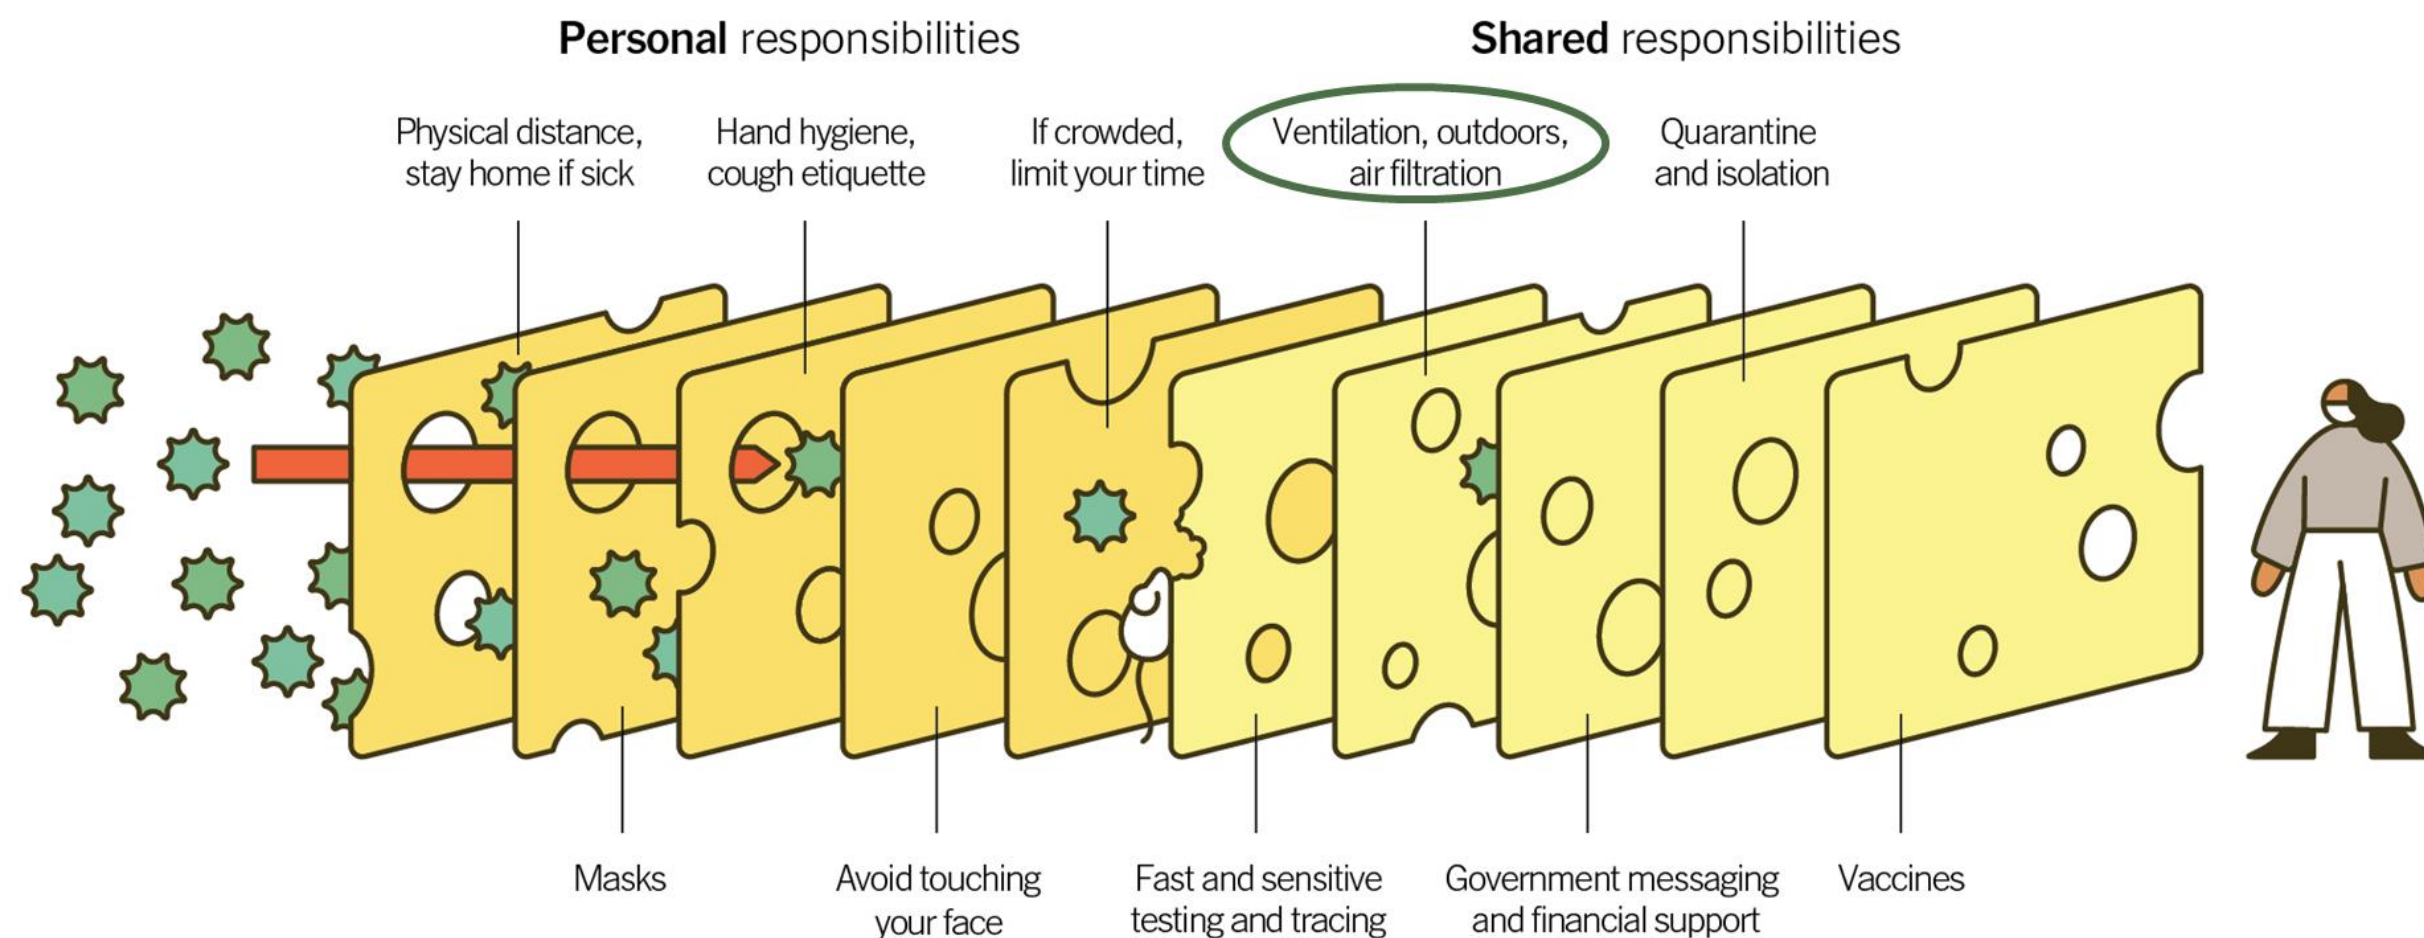 Personal responsibilities
Shared responsibilities
Physical distance,
stay home if sick
Hand hygiene,
cough etiquette
If crowded,
limit your time
Ventilation, outdoors,
air filtration
Quarantine
and isolation
Masks
Avoid touching
your face
Fast and sensitive
testing and tracing
Government messaging
and financial support
Vaccines